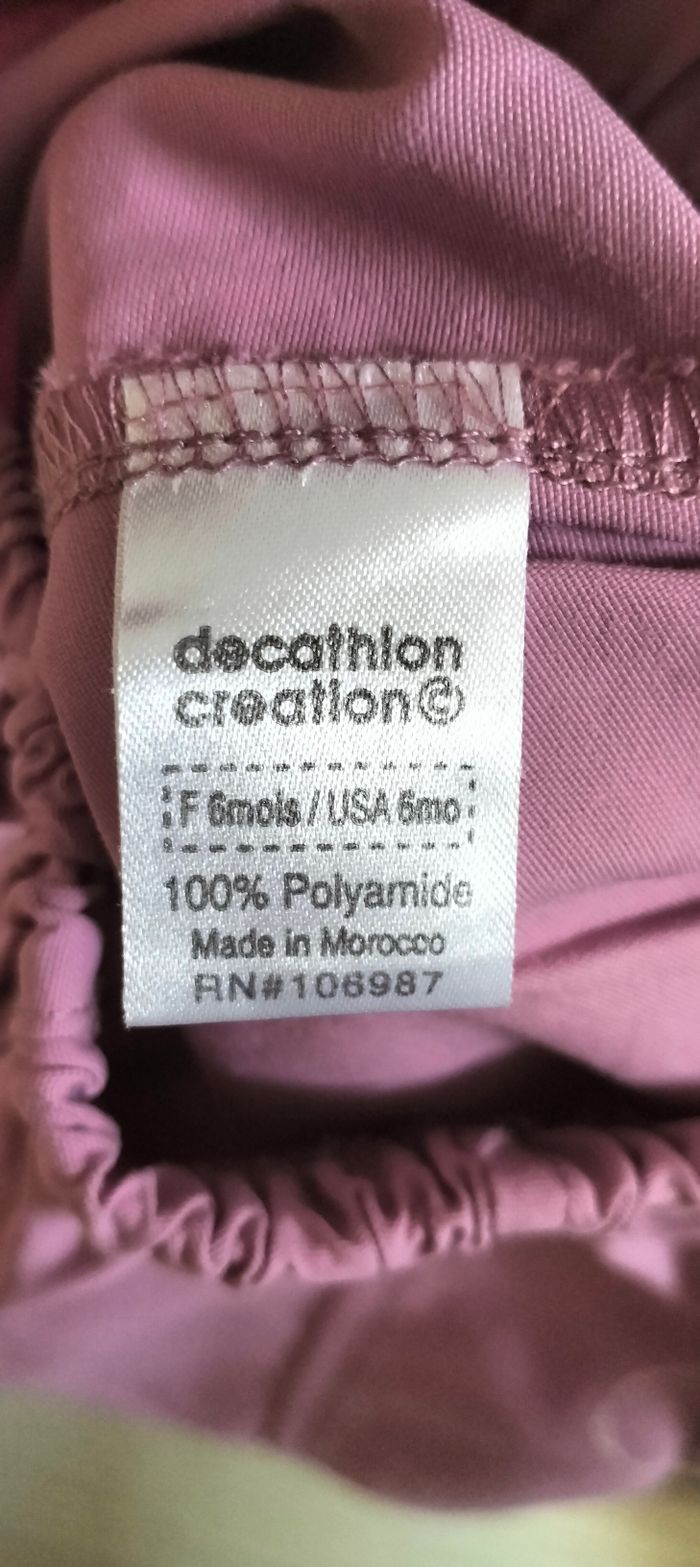 decathlon
creation©
F 6mois / USA 6mo
100% Polyamide
Made in Morocco
RN#106987